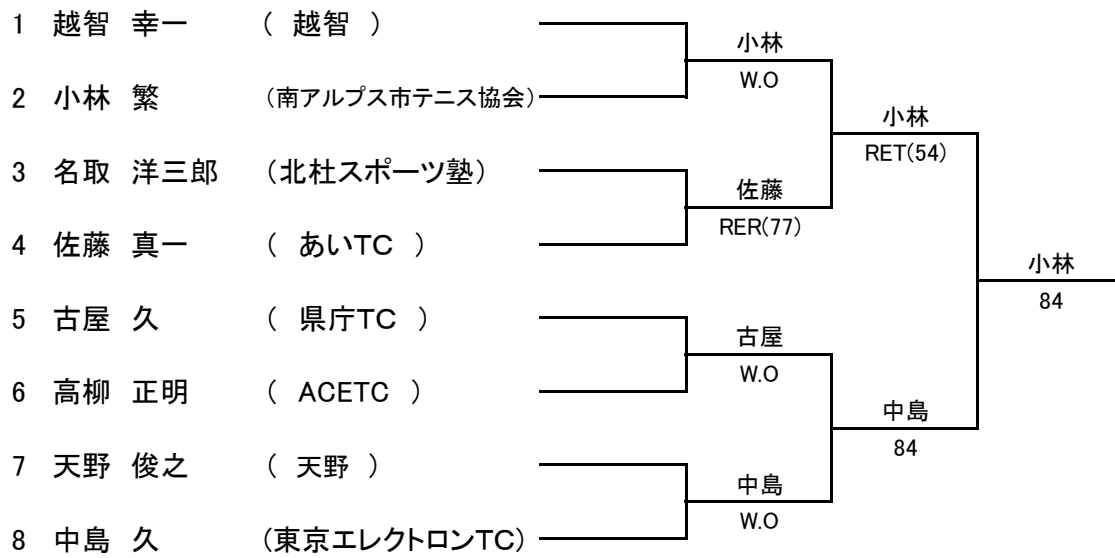 1 越智 幸一 ( 越智 )
小林
W.O
2 小林 繁 (南アルプス市テニス協会)
小林
RET(54)
3 名取 洋三郎 (北杜スポーツ塾)
佐藤
RER(77)
4 佐藤 真一 ( あいTC )
小林
84
5 古屋 久 ( 県庁TC )
古屋
W.O
6 高柳 正明 ( ACETC )
中島
84
7 天野 俊之 ( 天野 )
中島
W.O
8 中島 久 (東京エレクトロンTC)